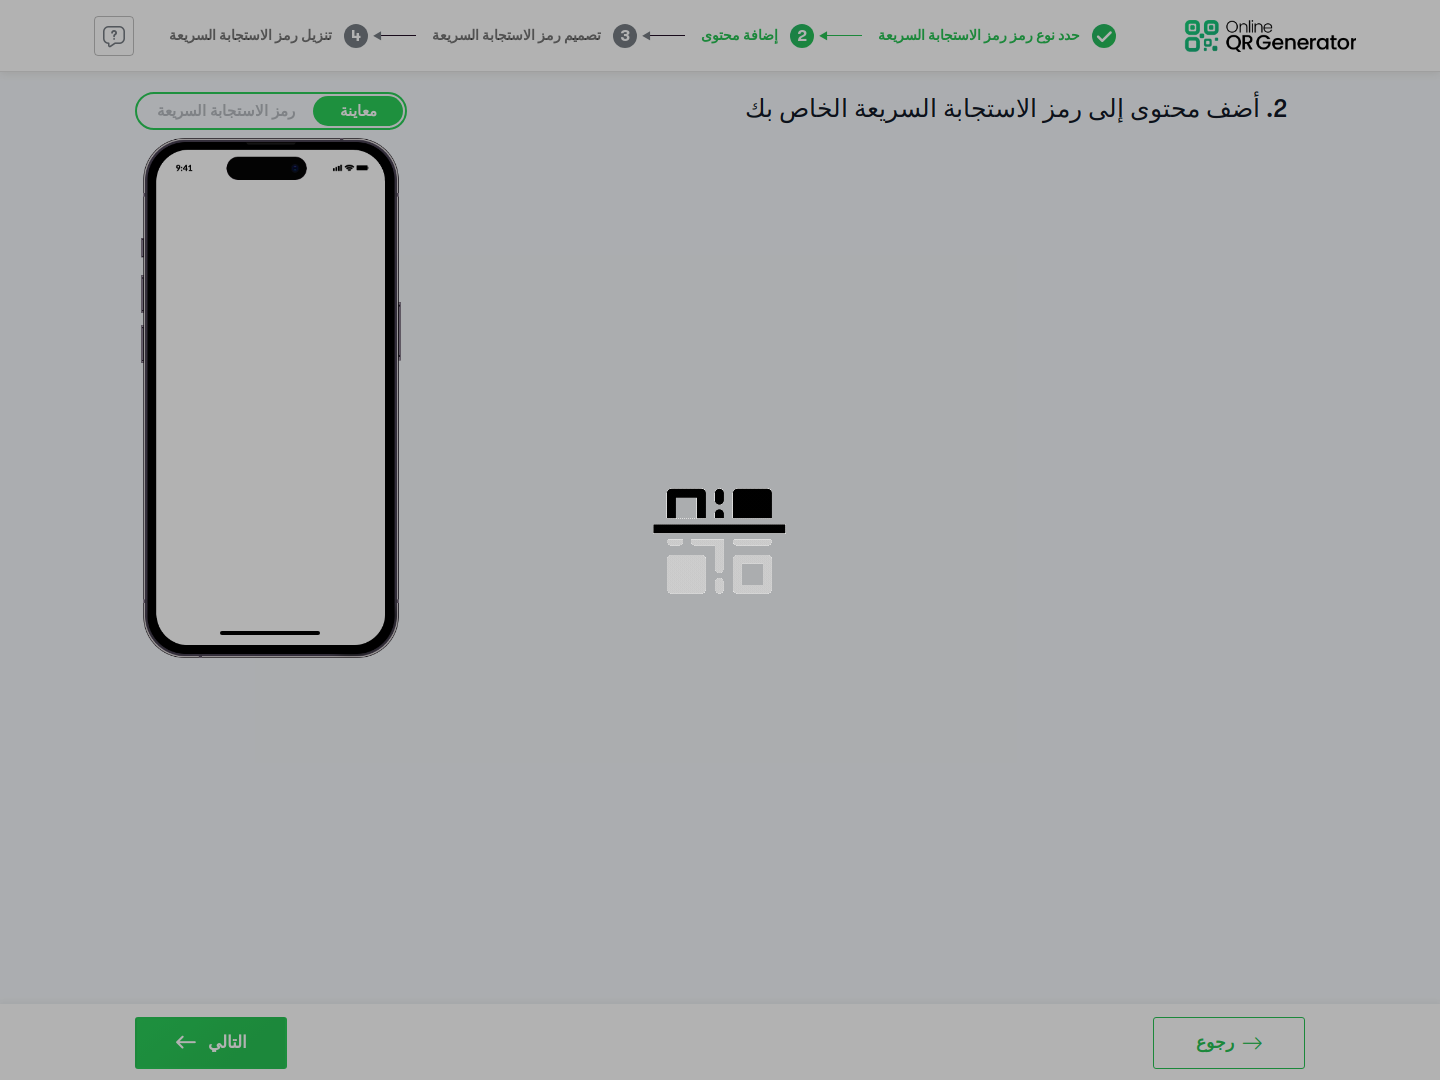 Online
QR Generator
حدد نوع رمز رمز الاستجابة السريعة
2 إضافة محتوى
3 تصميم رمز الاستجابة السريعة
4 تنزيل رمز الاستجابة السريعة
2. أضف محتوى إلى رمز الاستجابة السريعة الخاص بك
معاينة
رمز الاستجابة السريعة
9:41
رجوع
التالي